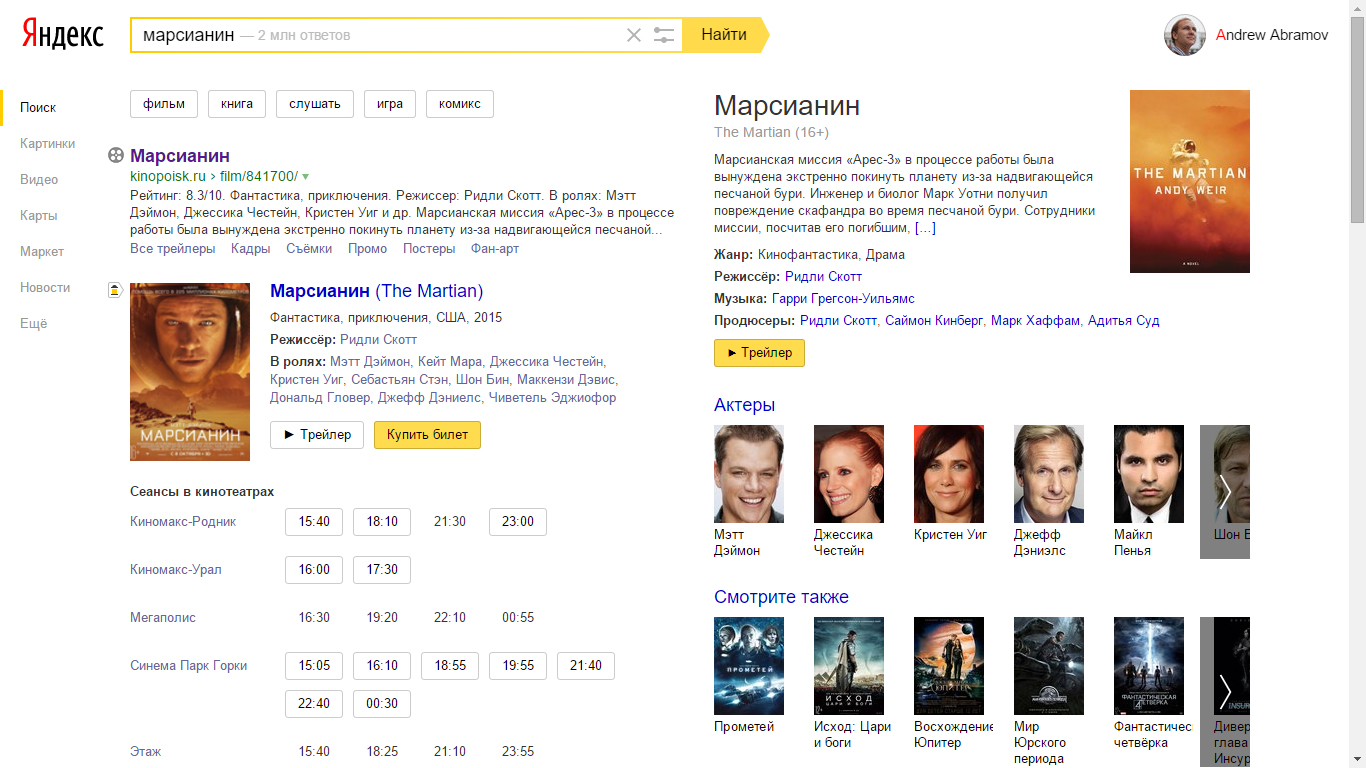 Яндекс
марсианин — 2 млн ответов
Найти
Andrew Abramov
Поиск
Картинки
Видео
Карты
Маркет
Новости
Ещё
фильм
книга
слушать
игра
комикс
Марсианин
kinopoisk.ru › film/841700/
Рейтинг: 8.3/10. Фантастика, приключения. Режиссер: Ридли Скотт. В ролях: Мэтт
Дэймон, Джессика Честейн, Кристен Уиг и др. Марсианская миссия «Арес-3» в процессе
работы была вынуждена экстренно покинуть планету из-за надвигающейся песчаной...
Все трейлеры Кадры Съёмки Промо Постеры Фан-арт
МАРСИАНИН
Марсианин (The Martian)
Фантастика, приключения, США, 2015
Режиссёр: Ридли Скотт
В ролях: Мэтт Дэймон, Кейт Мара, Джессика Честейн,
Кристен Уиг, Себастьян Стэн, Шон Бин, Маккензи Дэвис,
Дональд Гловер, Джефф Дэниелс, Чиветель Эджиофор
► Трейлер
Купить билет
Сеансы в кинотеатрах
Киномакс-Родник 15:40 18:10 21:30 23:00
Киномакс-Урал 16:00 17:30
Мегаполис 16:30 19:20 22:10 00:55
Синема Парк Горки 15:05 16:10 18:55 19:55 21:40
22:40 00:30
Этаж 15:40 18:25 21:10 23:55
Марсианин
The Martian (16+)
Марсианская миссия «Арес-3» в процессе работы была
вынуждена экстренно покинуть планету из-за надвигающейся
песчаной бури. Инженер и биолог Марк Уотни получил
повреждение скафандра во время песчаной бури. Сотрудники
миссии, посчитав его погибшим, [...]
THE MARTIAN
ANDY WEIR
A NOVEL
Жанр: Кинофантастика, Драма
Режиссёр: Ридли Скотт
Музыка: Гарри Грегсон-Уильямс
Продюсеры: Ридли Скотт, Саймон Кинберг, Марк Хаффам, Адитья Суд
► Трейлер
Актеры
Мэтт
Дэймон
Джессика
Честейн
Кристен Уиг
Джефф
Дэниэлс
Майкл
Пенья
Шон Б
Смотрите также
ПРОМЕТЕЙ
ИСХОД
ЦАРИ И БОГИ
ФАНТАСТИЧЕСКАЯ
ЧЕТВЕРКА
INSUR
Прометей
Исход: Цари
и боги
Восхождение
Юпитер
Мир
Юрского
периода
Фантастичес
четвёрка
Дивер
глава
Инсур